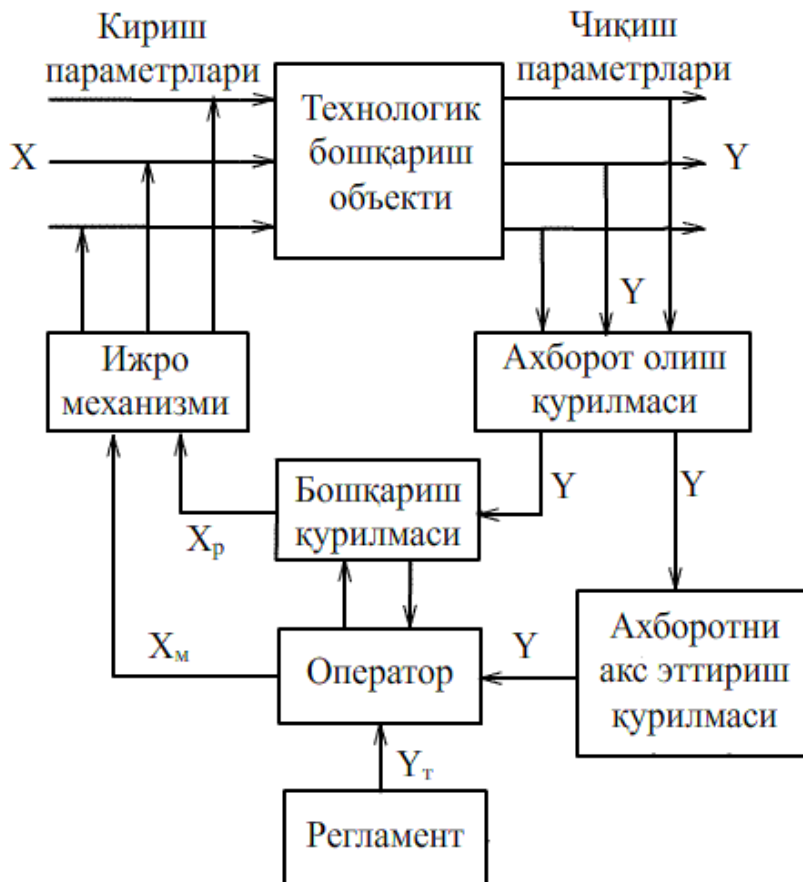 Кириш
параметрлари
Чиқиш
параметрлари
Технологик
бошқариш
объекти
X
Y
Y
Ижро
механизми
Ахборот олиш
қурилмаси
Бошқариш
қурилмаси
Y
Y
Xр
Xм
Оператор
Y
Ахборотни
акс эттириш
қурилмаси
Yт
Регламент